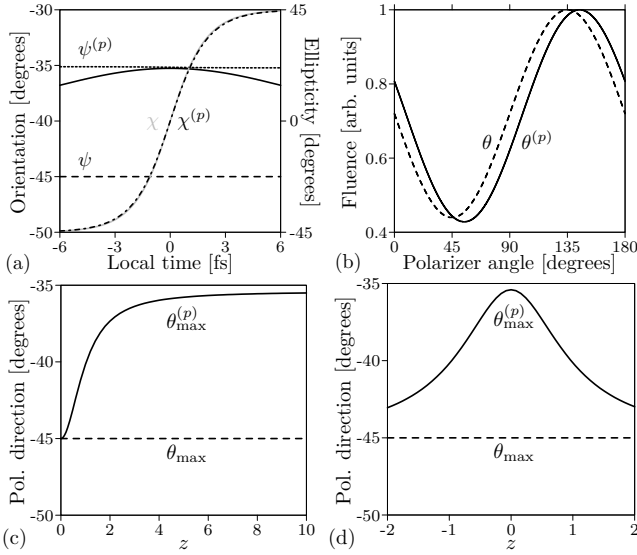 -30
-35
-40
-45
-50
Orientation [degrees]
ψ^(p)
χ
χ^(p)
ψ
45
0
-45
Ellipticity [degrees]
-6
-3
0
3
6
Local time [fs]
(a)
1
0.8
0.6
0.4
Fluence [arb. units]
θ
θ^(p)
0
45
90
135
180
Polarizer angle [degrees]
(b)
-35
-40
-45
-50
Pol. direction [degrees]
θ_max^(p)
θ_max
0
2
4
6
8
10
z
(c)
-35
-40
-45
-50
Pol. direction [degrees]
θ_max^(p)
θ_max
-2
-1
0
1
2
z
(d)